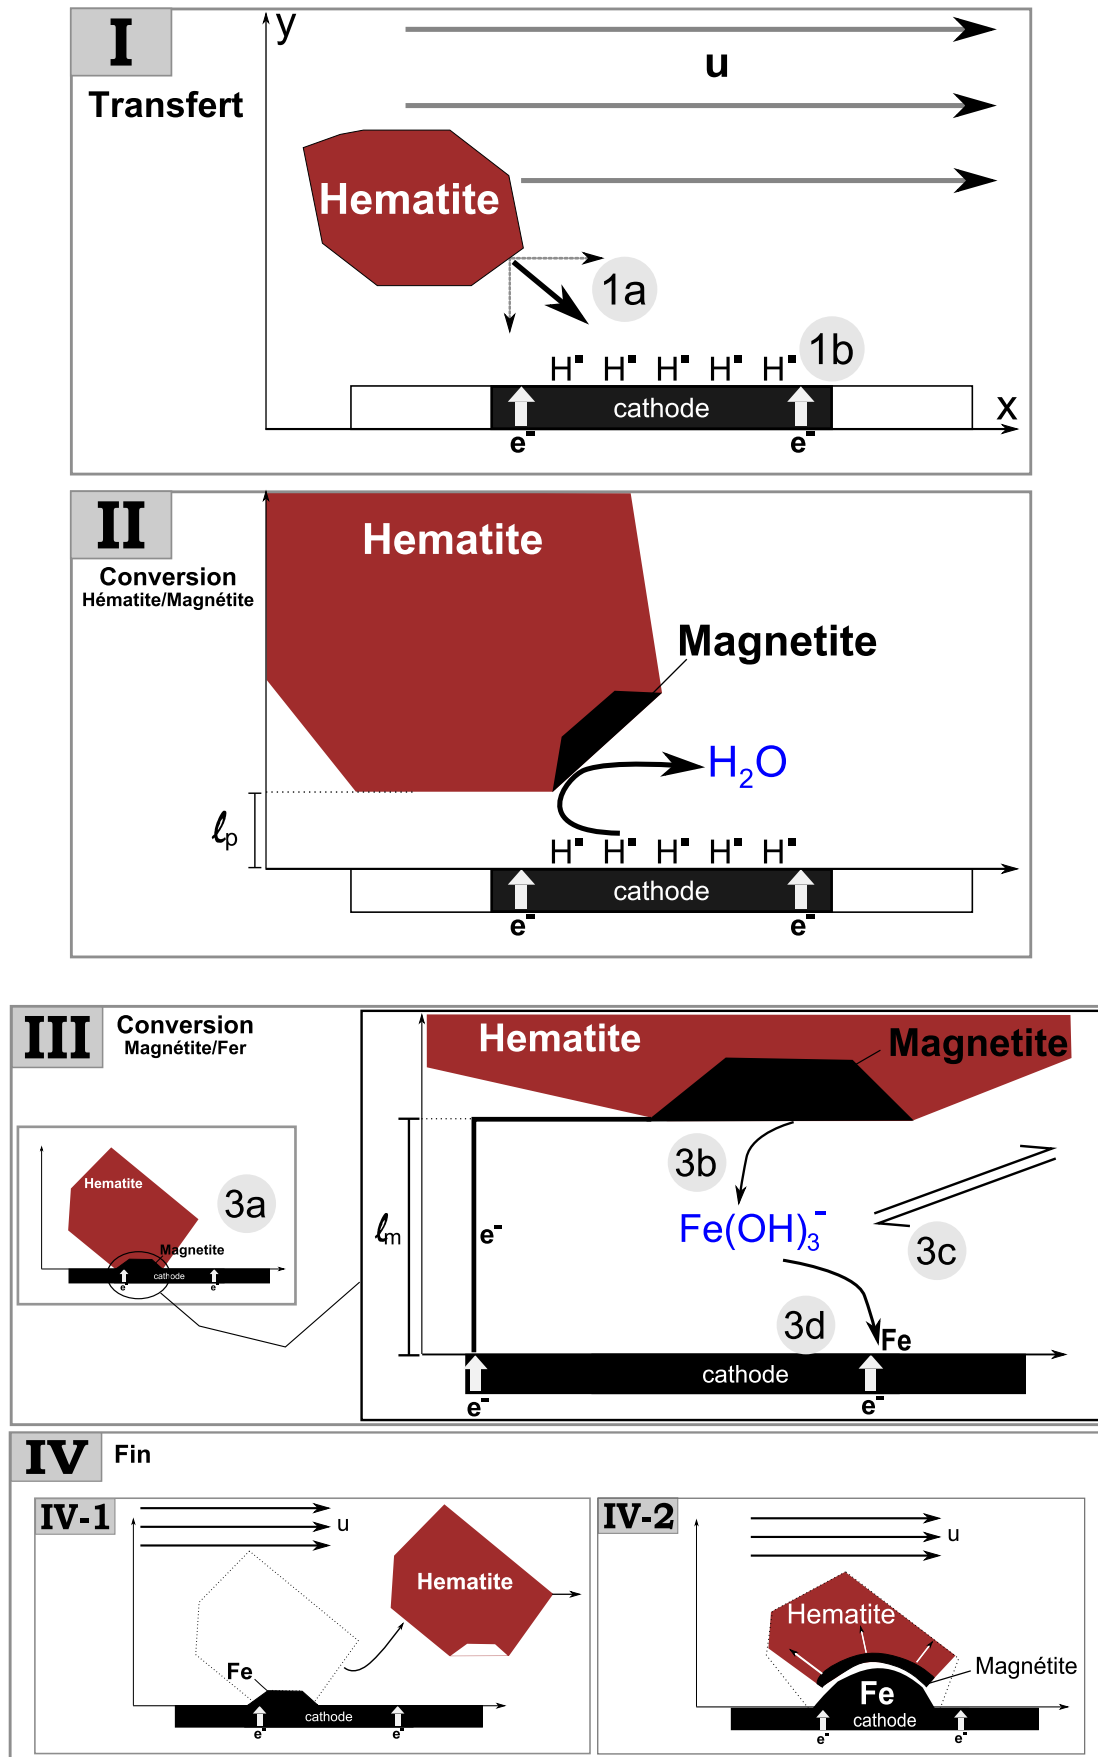 I
Transfert
y
u
Hematite
1a
1b
H▪ H▪ H▪ H▪ H▪
cathode
x
e⁻ e⁻
II
Conversion
Hématite/Magnétite
Hematite
Magnetite
H₂O
ℓp
H▪ H▪ H▪ H▪ H▪
cathode
e⁻ e⁻
III
Conversion
Magnétite/Fer
Hematite
Magnetite
3a
Hematite
Magnetite
cathode
e⁻ e⁻
3b
ℓm
e⁻
Fe(OH)₃⁻
3c
3d
Fe
cathode
e⁻ e⁻
IV
Fin
IV-1
u
Hematite
Fe
cathode
e⁻ e⁻
IV-2
u
Hematite
Magnétite
Fe
cathode
e⁻ e⁻